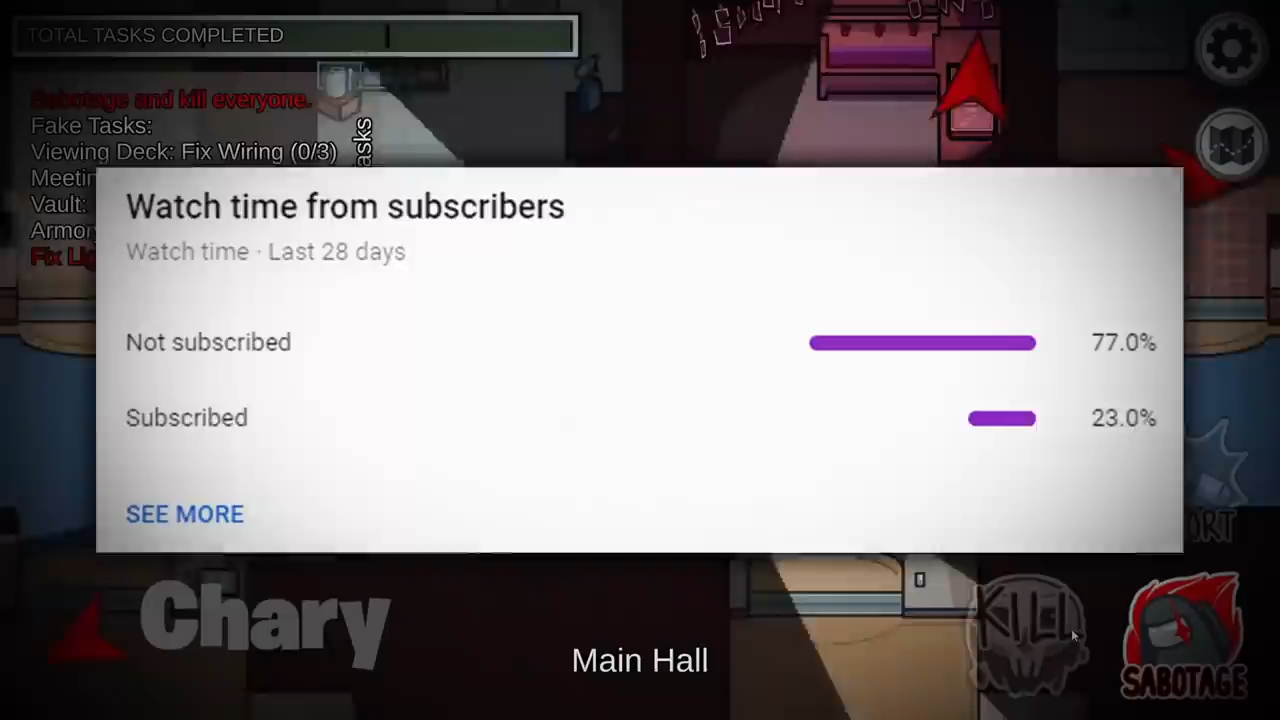 TOTAL TASKS COMPLETED
Sabotage and kill everyone.
Fake Tasks:
Viewing Deck: Fix Wiring (0/3)
Vault:
Watch time from subscribers
Watch time · Last 28 days
Not subscribed 77.0%
Subscribed 23.0%
SEE MORE
Chary
Main Hall
KILL
SABOTAGE